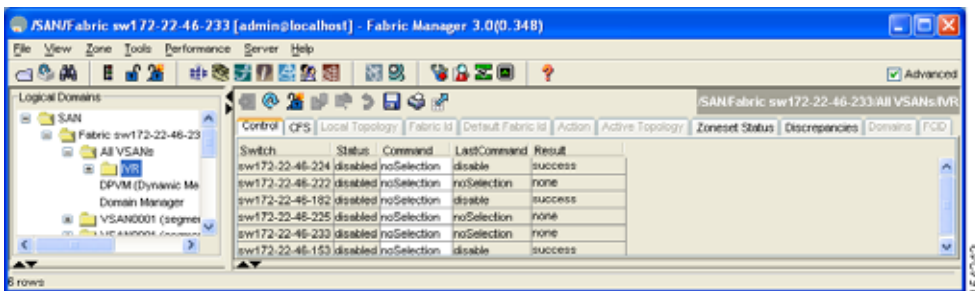 /SAN/Fabric sw172-22-46-233 [admin@localhost] - Fabric Manager 3.0(0.348)
File View Zone Tools Performance Server Help
Advanced
Logical Domains
SAN
Fabric sw172-22-46-23
All VSANs
IVR
DPVM (Dynamic Me
Domain Manager
VSAN0001 (segmen
/SAN/Fabric sw172-22-46-233/All VSANs/IVR
Control CFS Local Topology Fabric Id Default Fabric Id Action Active Topology Zoneset Status Discrepancies Domains FCID
Switch Status Command LastCommand Result
sw172-22-46-224 disabled noSelection disable success
sw172-22-46-222 disabled noSelection noSelection none
sw172-22-46-182 disabled noSelection disable success
sw172-22-46-225 disabled noSelection noSelection none
sw172-22-46-233 disabled noSelection noSelection none
sw172-22-46-153 disabled noSelection disable success
6 rows